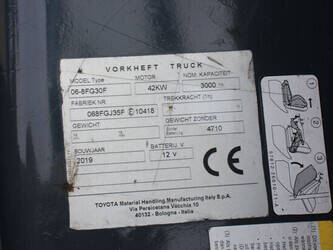 VORKHEFT TRUCK
MODEL Type MOTOR NOM. KAPACITEIT
06-8FG30F 42KW 3000
FABRIEK NR. TREKKRACHT
068FGJ35F E 10418
GEWICHT GEWICHT
4710
BOUWJAAR BATTERIJ. V
2019 12 V
CE
TOYOTA Material Handling Manufacturing Italy S.p.A.
Via Persicetana Vecchia 10
40132 - Bologna - Italia